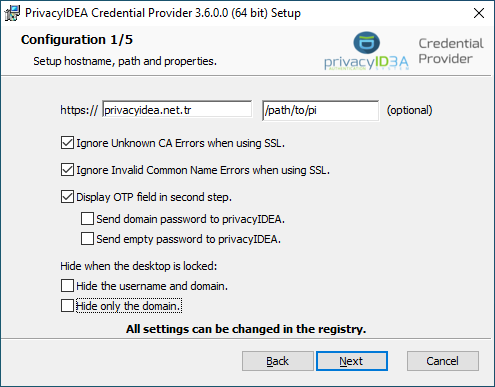 PrivacyIDEA Credential Provider 3.6.0.0 (64 bit) Setup
Configuration 1/5
Setup hostname, path and properties.
privacyID3A
AUTHENTICATION SYSTEM
Credential
Provider
https:// privacyidea.net.tr /path/to/pi (optional)
Ignore Unknown CA Errors when using SSL.
Ignore Invalid Common Name Errors when using SSL.
Display OTP field in second step.
Send domain password to privacyIDEA.
Send empty password to privacyIDEA.
Hide when the desktop is locked:
Hide the username and domain.
Hide only the domain.
All settings can be changed in the registry.
Back Next Cancel